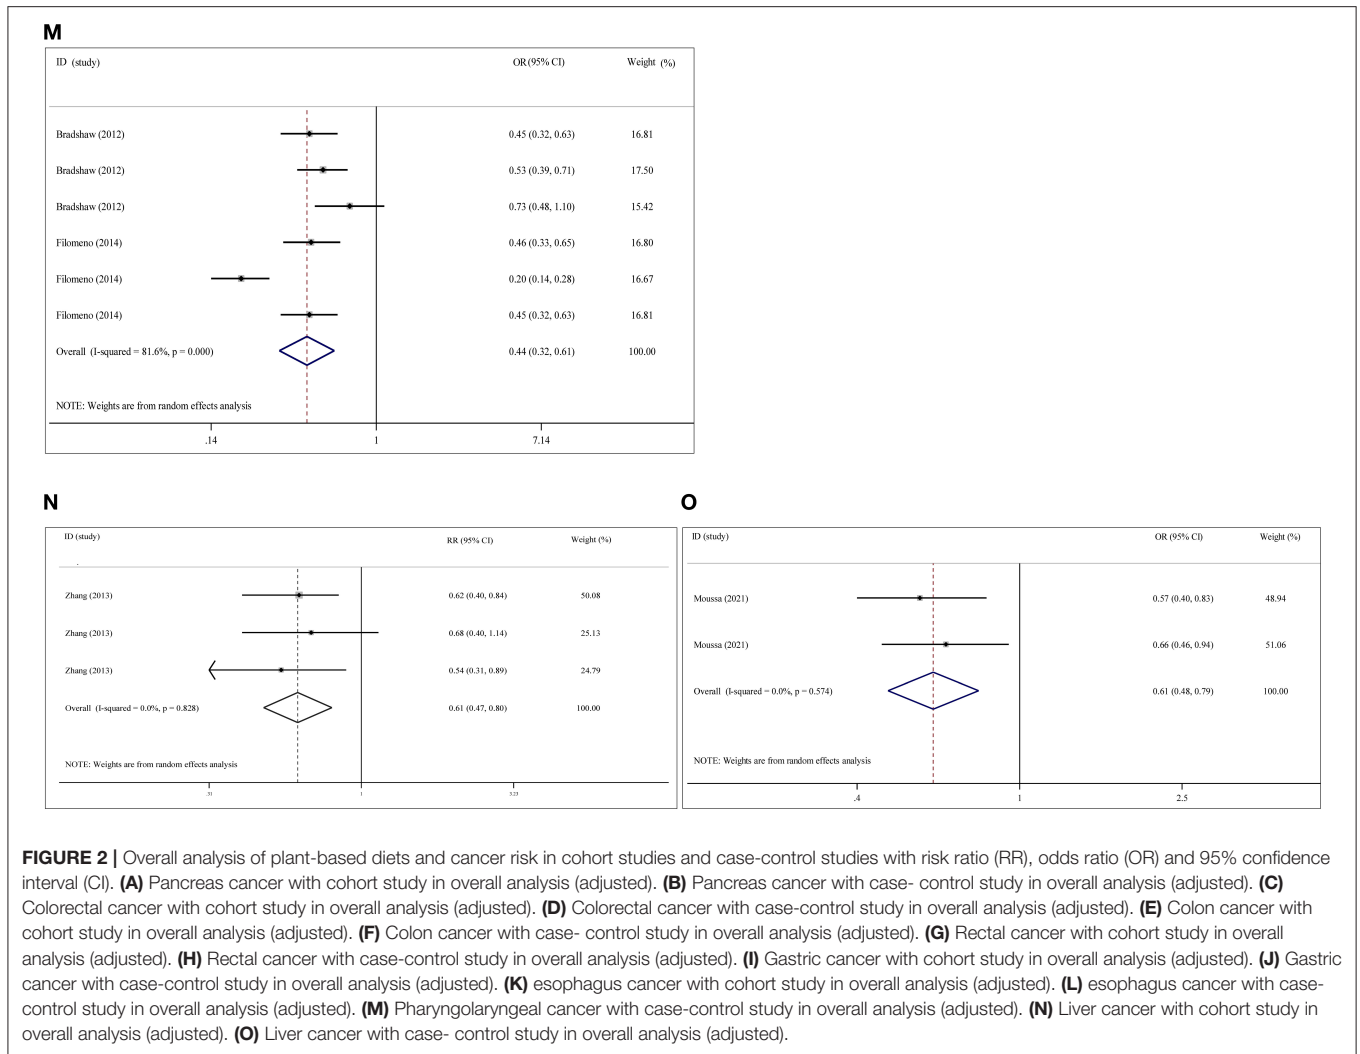 M
ID (study) OR (95% CI) Weight (%)
Bradshaw (2012) 0.45 (0.32, 0.63) 16.81
Bradshaw (2012) 0.53 (0.39, 0.71) 17.50
Bradshaw (2012) 0.73 (0.48, 1.10) 15.42
Filomeno (2014) 0.46 (0.33, 0.65) 16.80
Filomeno (2014) 0.20 (0.14, 0.28) 16.67
Filomeno (2014) 0.45 (0.32, 0.63) 16.81
Overall (I-squared = 81.6%, p = 0.000) 0.44 (0.32, 0.61) 100.00
NOTE: Weights are from random effects analysis
.14 1 7.14
N
ID (study) RR (95% CI) Weight (%)
Zhang (2013) 0.62 (0.40, 0.84) 50.08
Zhang (2013) 0.68 (0.40, 1.14) 25.13
Zhang (2013) 0.54 (0.31, 0.89) 24.79
Overall (I-squared = 0.0%, p = 0.828) 0.61 (0.47, 0.80) 100.00
NOTE: Weights are from random effects analysis
1
O
ID (study) OR (95% CI) Weight (%)
Moussa (2021) 0.57 (0.40, 0.83) 48.94
Moussa (2021) 0.66 (0.46, 0.94) 51.06
Overall (I-squared = 0.0%, p = 0.574) 0.61 (0.48, 0.79) 100.00
NOTE: Weights are from random effects analysis
.4 1 2.5
FIGURE 2 | Overall analysis of plant-based diets and cancer risk in cohort studies and case-control studies with risk ratio (RR), odds ratio (OR) and 95% confidence
interval (CI). (A) Pancreas cancer with cohort study in overall analysis (adjusted). (B) Pancreas cancer with case- control study in overall analysis (adjusted). (C)
Colorectal cancer with cohort study in overall analysis (adjusted). (D) Colorectal cancer with case-control study in overall analysis (adjusted). (E) Colon cancer with
cohort study in overall analysis (adjusted). (F) Colon cancer with case- control study in overall analysis (adjusted). (G) Rectal cancer with cohort study in overall
analysis (adjusted). (H) Rectal cancer with case-control study in overall analysis (adjusted). (I) Gastric cancer with cohort study in overall analysis (adjusted). (J) Gastric
cancer with case-control study in overall analysis (adjusted). (K) esophagus cancer with cohort study in overall analysis (adjusted). (L) esophagus cancer with case-
control study in overall analysis (adjusted). (M) Pharyngolaryngeal cancer with case-control study in overall analysis (adjusted). (N) Liver cancer with cohort study in
overall analysis (adjusted). (O) Liver cancer with case- control study in overall analysis (adjusted).